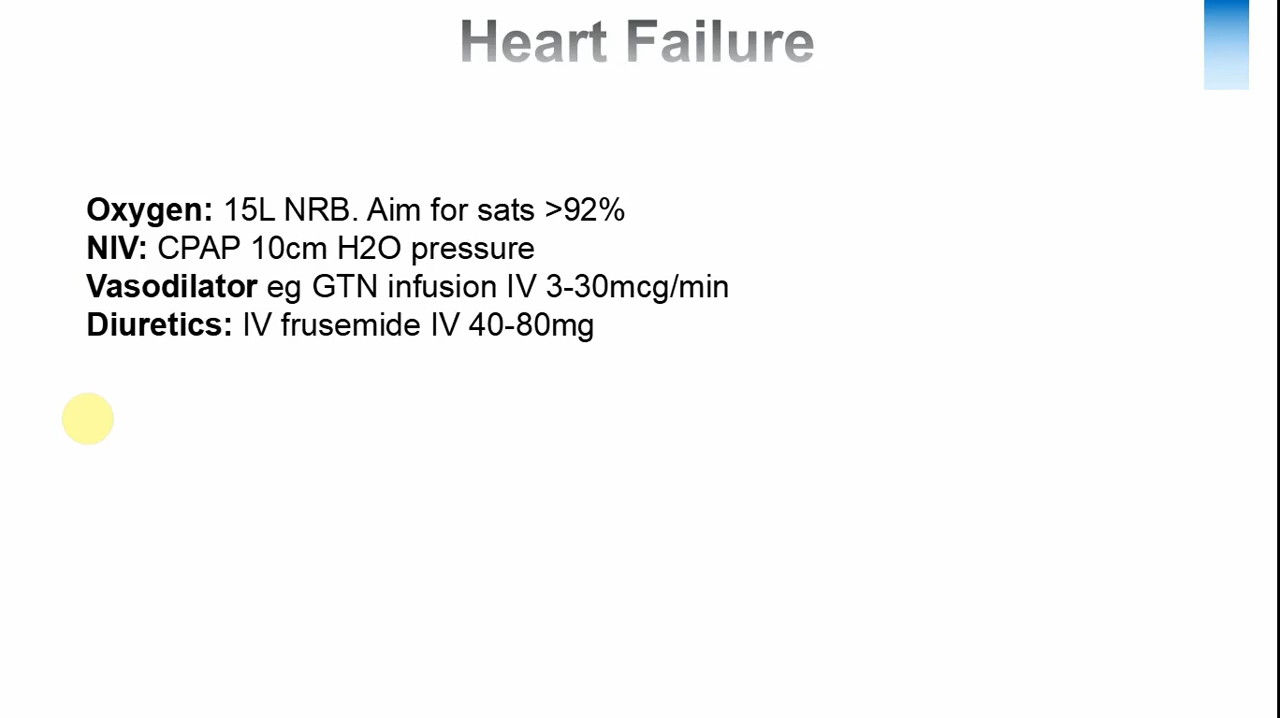 Heart Failure
Oxygen: 15L NRB. Aim for sats >92%
NIV: CPAP 10cm H2O pressure
Vasodilator eg GTN infusion IV 3-30mcg/min
Diuretics: IV frusemide IV 40-80mg